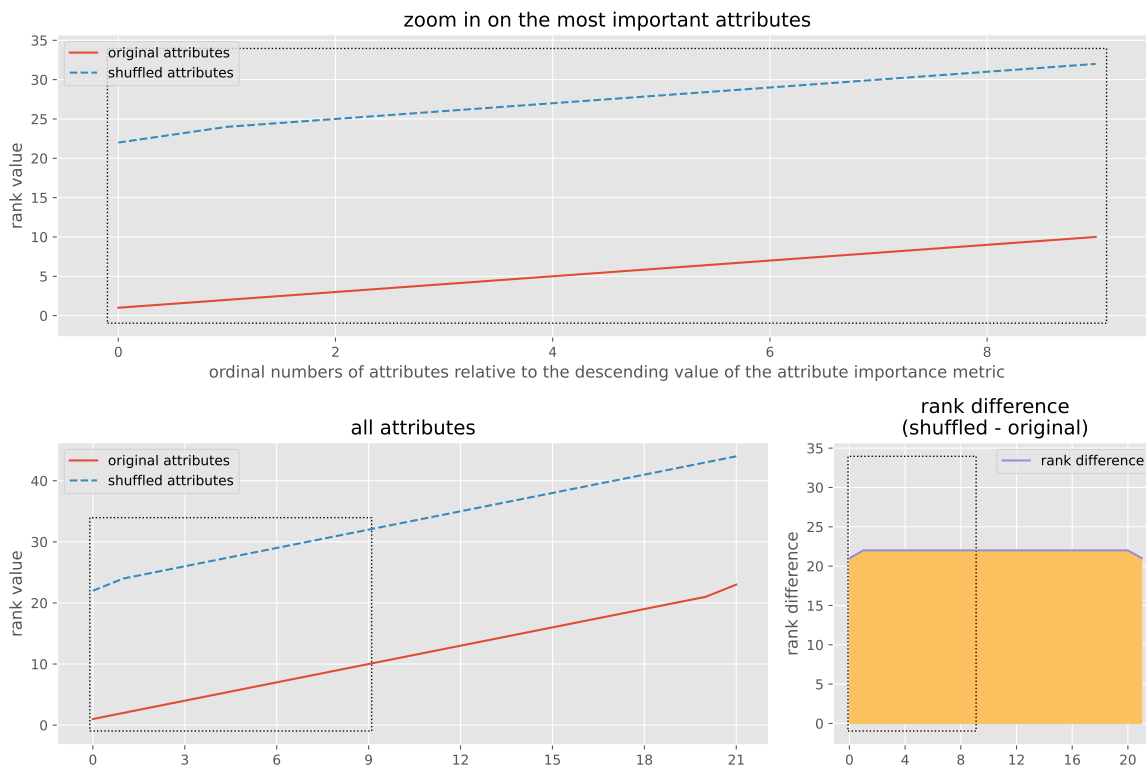 zoom in on the most important attributes
35
30
25
20
15
10
5
0
rank value
original attributes
shuffled attributes
0 2 4 6 8
ordinal numbers of attributes relative to the descending value of the attribute importance metric
all attributes
40
30
20
10
0
rank value
original attributes
shuffled attributes
0 3 6 9 12 15 18 21
rank difference
(shuffled - original)
35
30
25
20
15
10
5
0
rank difference
rank difference
0 4 8 12 16 20